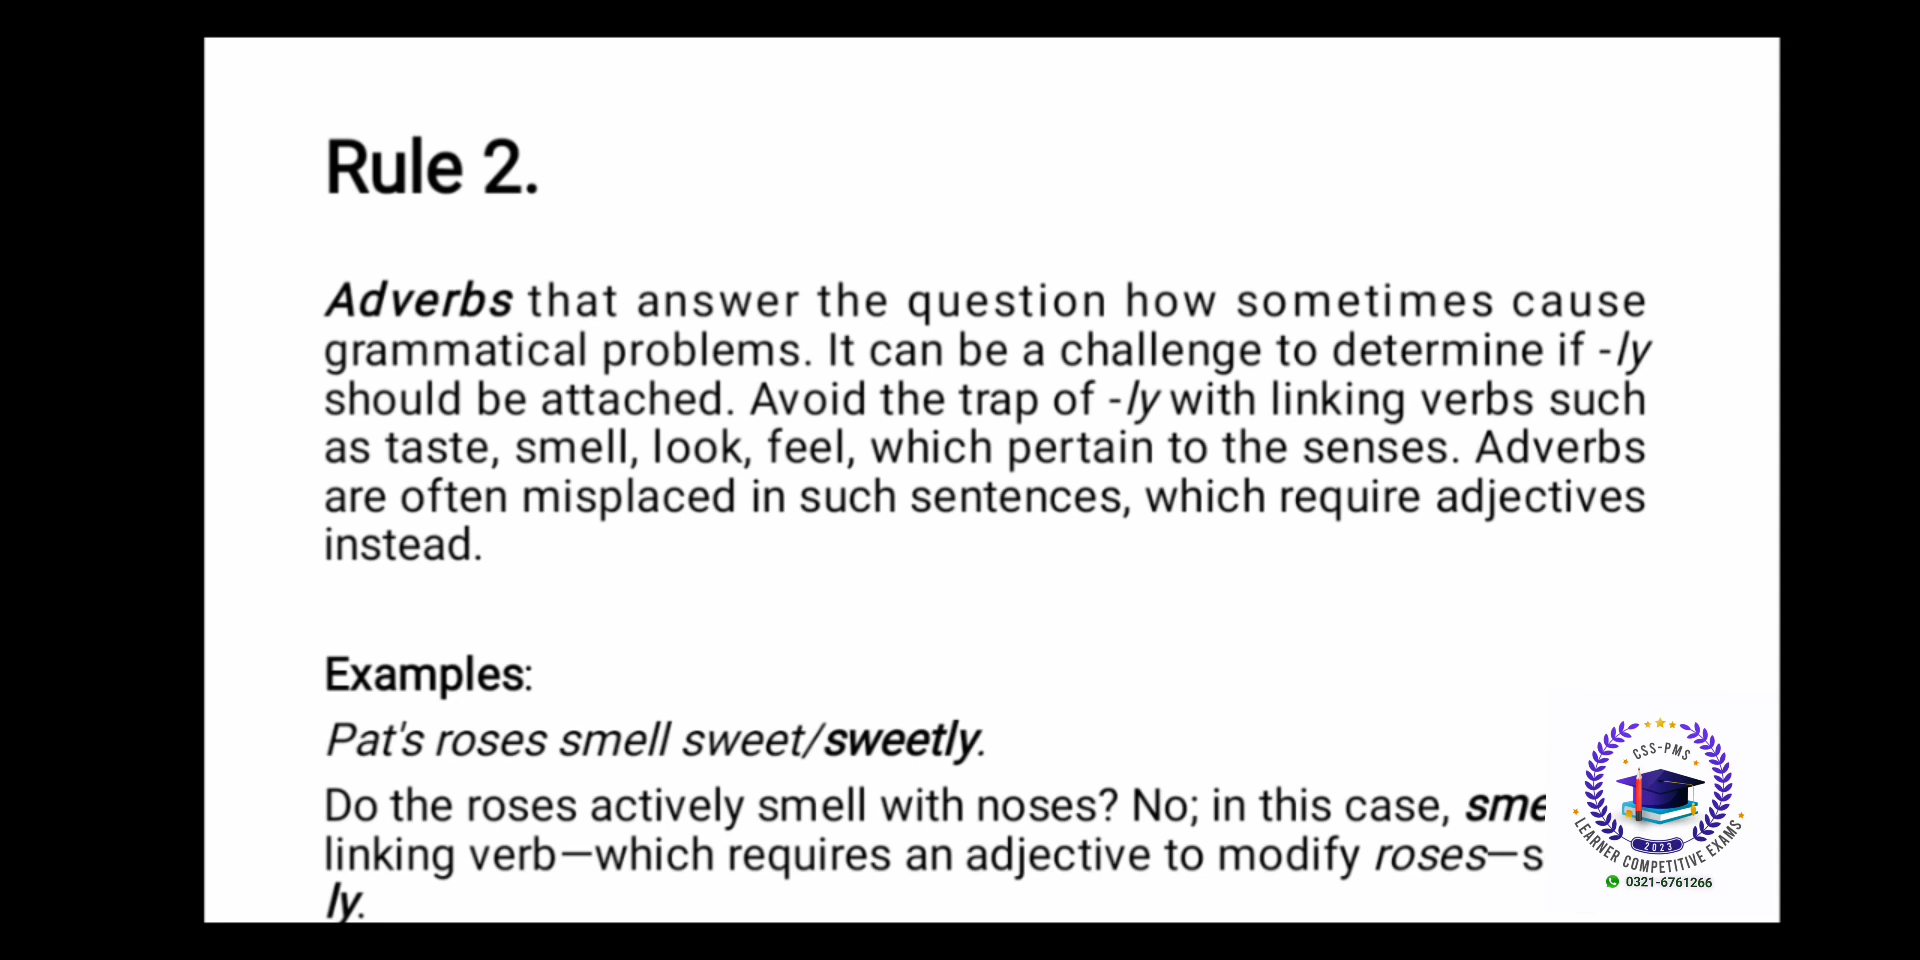 Rule 2.
Adverbs that answer the question how sometimes cause
grammatical problems. It can be a challenge to determine if -ly
should be attached. Avoid the trap of -ly with linking verbs such
as taste, smell, look, feel, which pertain to the senses. Adverbs
are often misplaced in such sentences, which require adjectives
instead.
Examples:
Pat's roses smell sweet/sweetly.
Do the roses actively smell with noses? No; in this case,
linking verb—which requires an adjective to modify roses—
ly.
CSS-PMS
2023
LEARNER COMPETITIVE EXAMS
0321-6761266